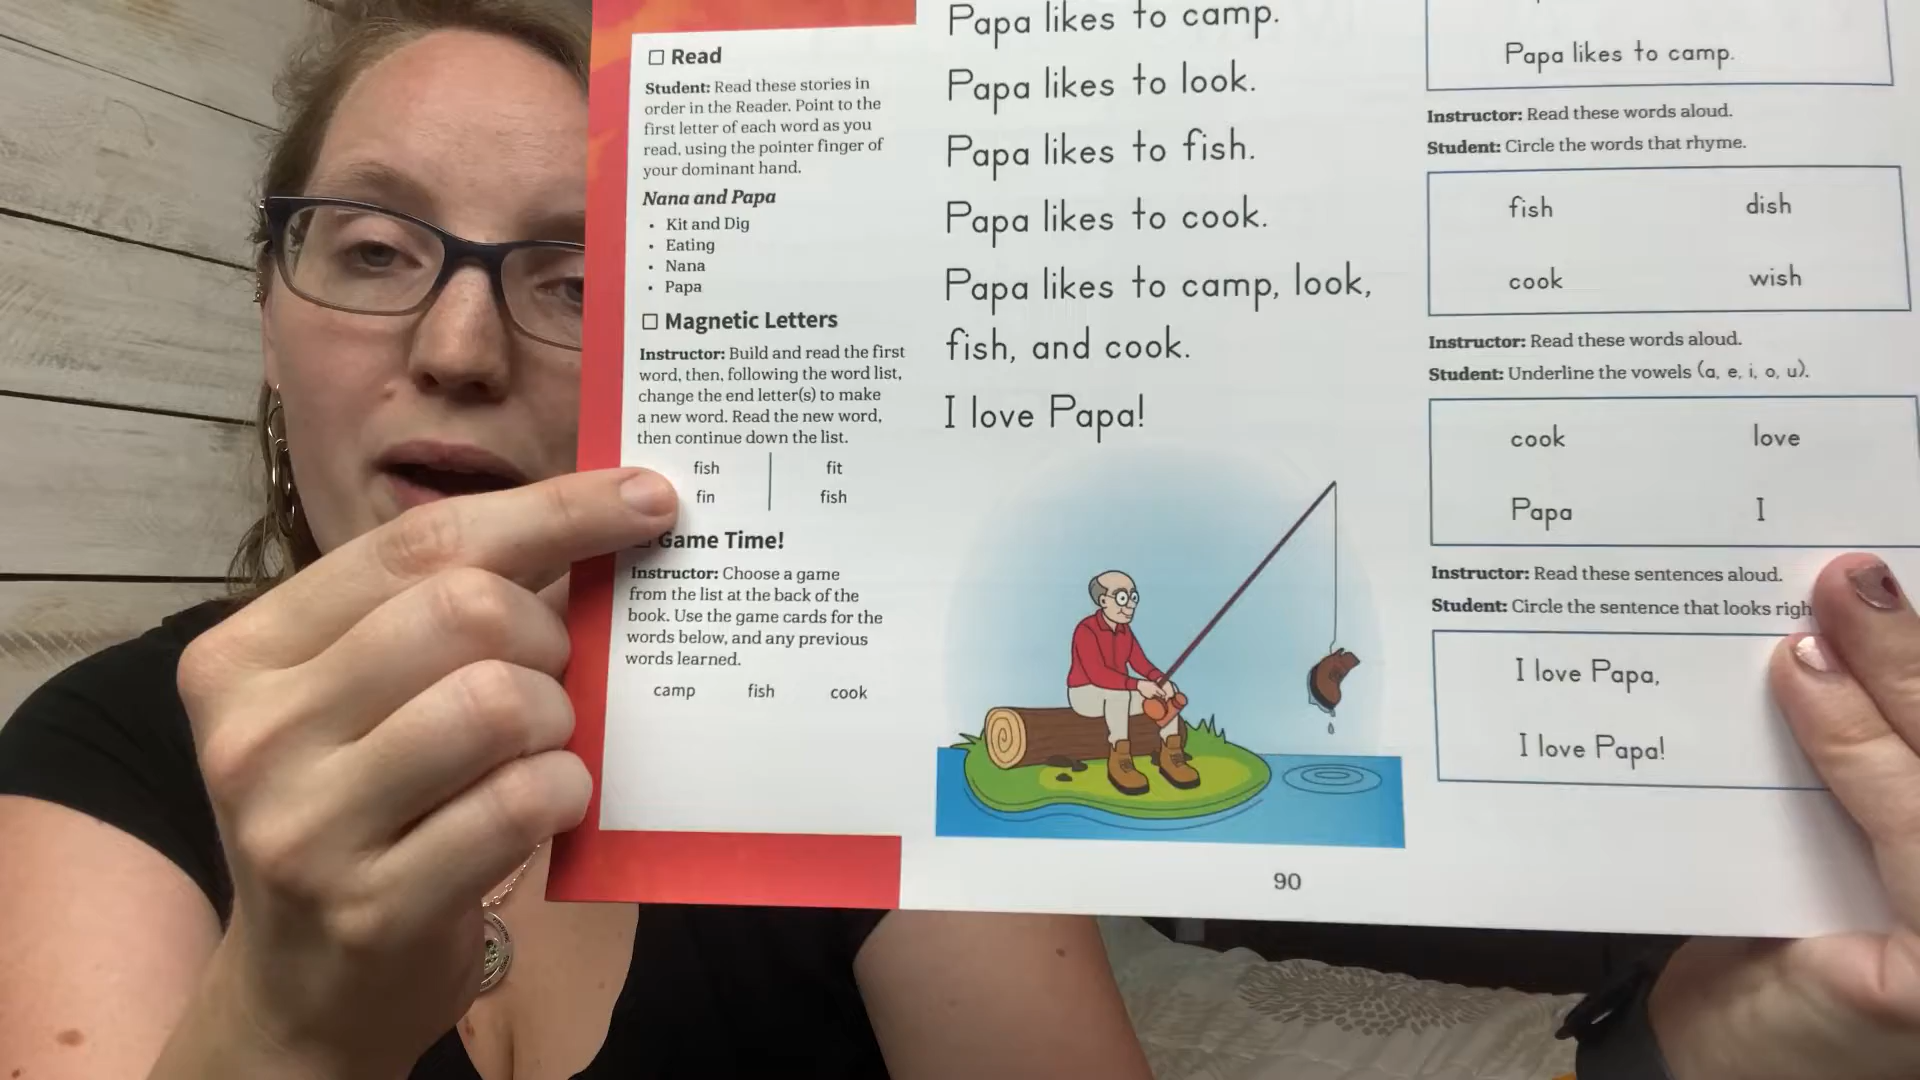 ☐ Read
Student: Read these stories in
order in the Reader. Point to the
first letter of each word as you
read, using the pointer finger of
your dominant hand.
Nana and Papa
• Kit and Dig
• Eating
• Nana
• Papa
☐ Magnetic Letters
Instructor: Build and read the first
word, then, following the word list,
change the end letter(s) to make
a new word. Read the new word,
then continue down the list.
fish fit
fin fish
Game Time!
Instructor: Choose a game
from the list at the back of the
book. Use the game cards for the
words below, and any previous
words learned.
camp fish cook
Papa likes to camp.
Papa likes to look.
Papa likes to fish.
Papa likes to cook.
Papa likes to camp, look,
fish, and cook.
I love Papa!
90
Papa likes to camp.
Instructor: Read these words aloud.
Student: Circle the words that rhyme.
fish dish
cook wish
Instructor: Read these words aloud.
Student: Underline the vowels (a, e, i, o, u).
cook love
Papa I
Instructor: Read these sentences aloud.
Student: Circle the sentence that looks righ
I love Papa,
I love Papa!